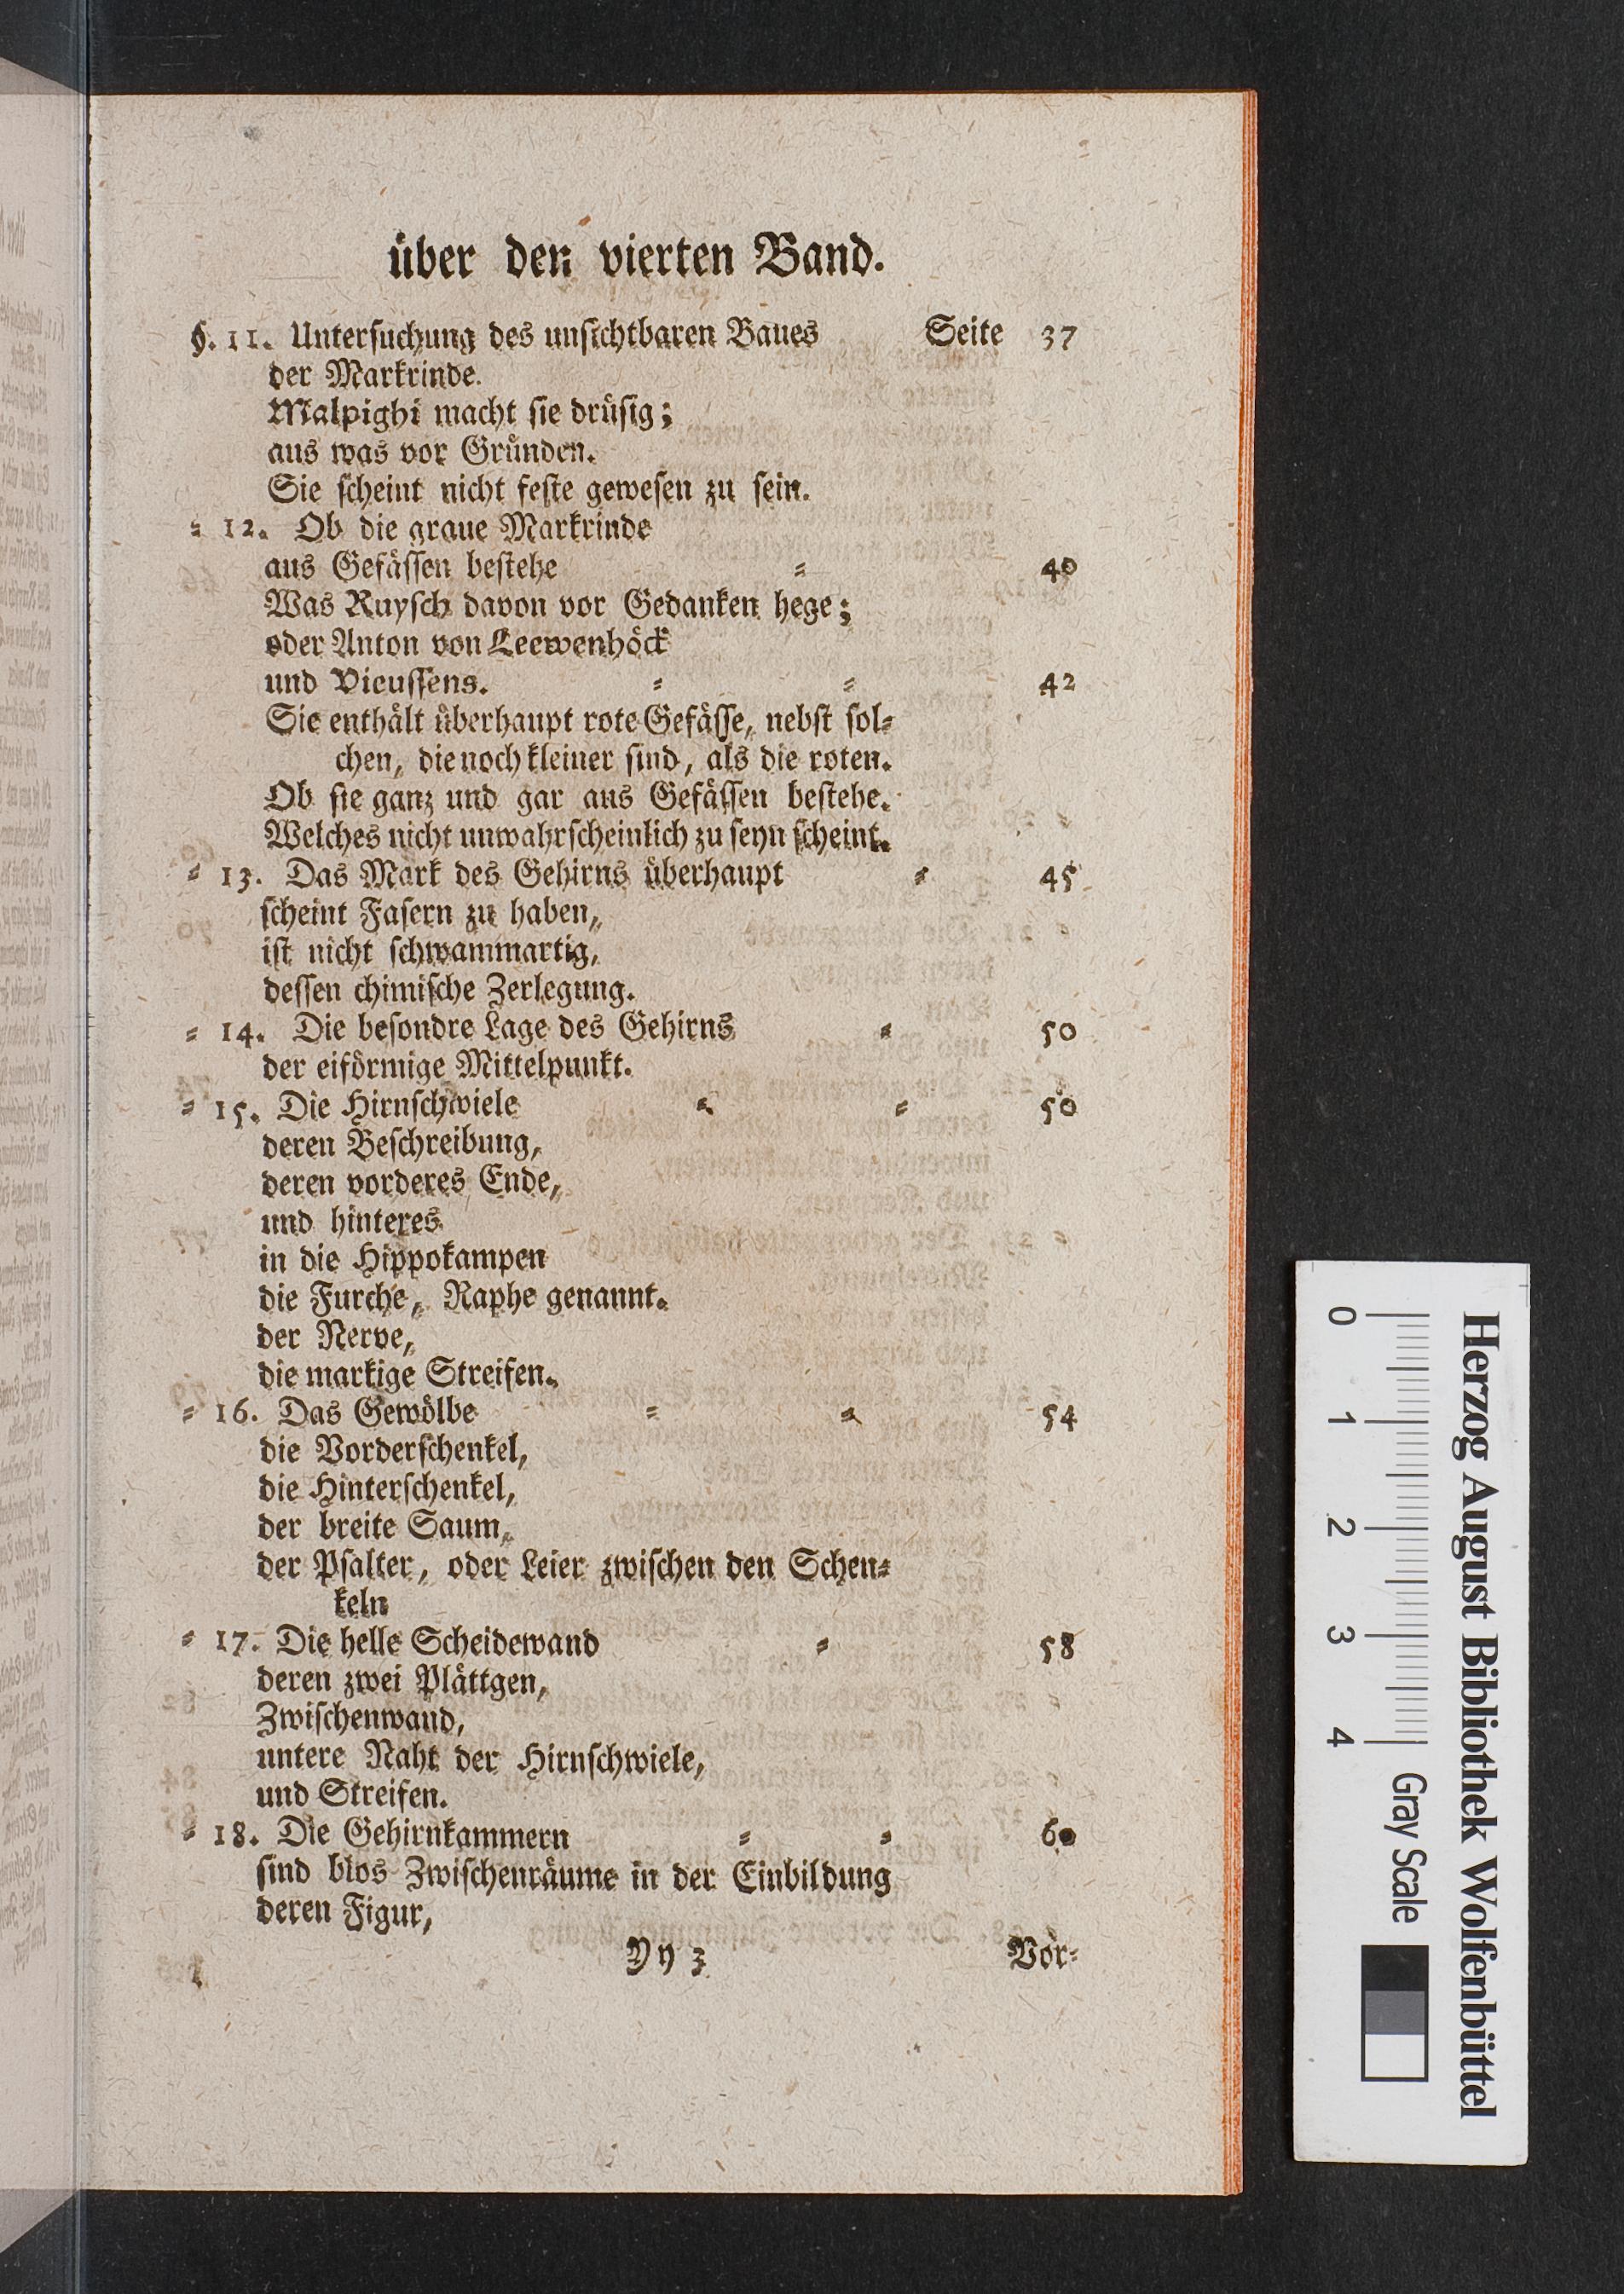 über den vierten Band.
§. 11. Unterſuchung des unſichtbaren Baues Seite 37
der Markrinde.
Malpighi macht ſie drüſig;
aus was vor Gründen.
Sie ſcheint nicht feſte geweſen zu ſein.
⸗ 12. Ob die graue Markrinde
aus Gefäſſen beſtehe ⸗ 40
Was Ruyſch davon vor Gedanken hege;
oder Anton von Leewenhöck
und Vieuſſens. ⸗ ⸗ 42
Sie enthält überhaupt rote Gefäſſe, nebſt ſol⸗
chen, die noch kleiner ſind, als die roten.
Ob ſie ganz und gar aus Gefäſſen beſtehe.
Welches nicht unwahrſcheinlich zu ſeyn ſcheint.
⸗ 13. Das Mark des Gehirns überhaupt ⸗ 45
ſcheint Faſern zu haben,
iſt nicht ſchwammartig,
deſſen chimiſche Zerlegung.
⸗ 14. Die beſondre Lage des Gehirns ⸗ 50
der eiförmige Mittelpunkt.
⸗ 15. Die Hirnſchwiele ⸗ ⸗ 50
deren Beſchreibung,
deren vorderes Ende,
und hinteres
in die Hippokampen
die Furche, Raphe genannt.
der Nerve,
die markige Streifen.
⸗ 16. Das Gewölbe ⸗ ⸗ 54
die Vorderſchenkel,
die Hinterſchenkel,
der breite Saum,
der Pſalter, oder Leier zwiſchen den Schen⸗
keln
⸗ 17. Die helle Scheidewand ⸗ 58
deren zwei Plättgen,
Zwiſchenwand,
untere Naht der Hirnſchwiele,
und Streifen.
⸗ 18. Die Gehirnkammern ⸗ ⸗ 60
ſind blos Zwiſchenräume in der Einbildung
deren Figur,
Yy 3 Vor⸗
Herzog August Bibliothek Wolfenbüttel
0 1 2 3 4 Gray Scale